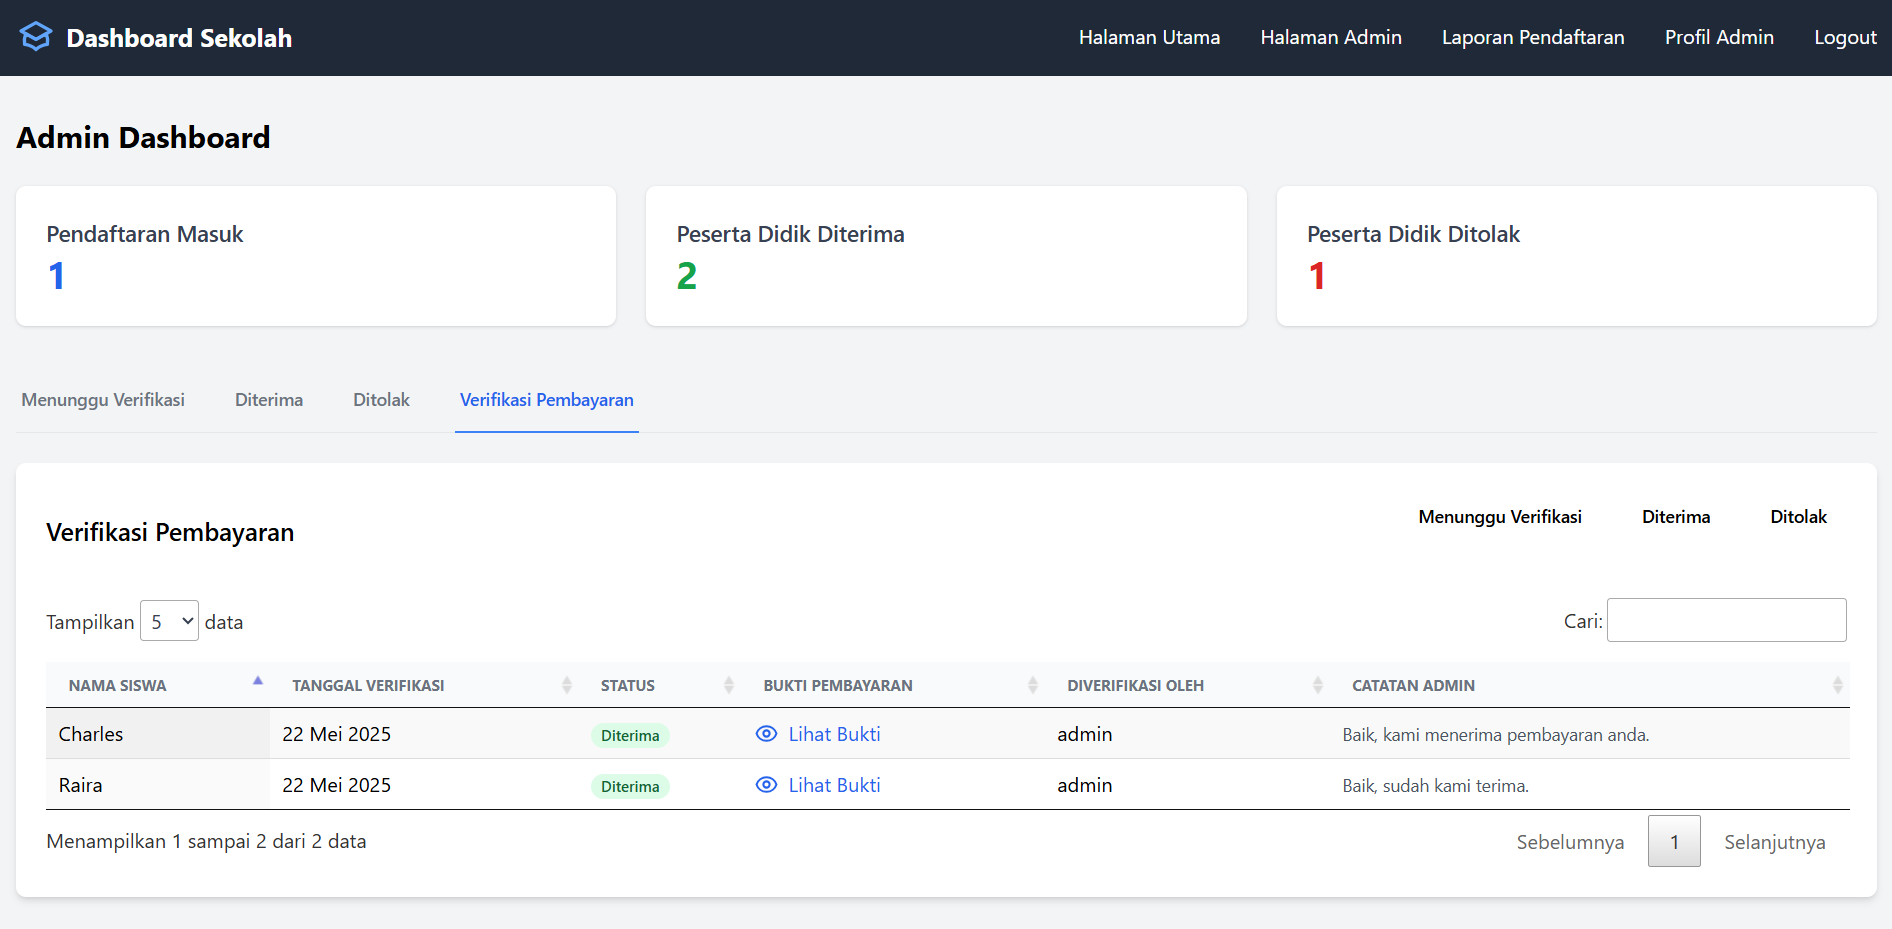 Dashboard Sekolah
Halaman Utama
Halaman Admin
Laporan Pendaftaran
Profil Admin
Logout
Admin Dashboard
Pendaftaran Masuk
1
Peserta Didik Diterima
2
Peserta Didik Ditolak
1
Menunggu Verifikasi
Diterima
Ditolak
Verifikasi Pembayaran
Verifikasi Pembayaran
Menunggu Verifikasi
Diterima
Ditolak
Tampilkan 5 data
Cari:
NAMA SISWA TANGGAL VERIFIKASI STATUS BUKTI PEMBAYARAN DIVERIFIKASI OLEH CATATAN ADMIN
Charles 22 Mei 2025 Diterima Lihat Bukti admin Baik, kami menerima pembayaran anda.
Raira 22 Mei 2025 Diterima Lihat Bukti admin Baik, sudah kami terima.
Menampilkan 1 sampai 2 dari 2 data
Sebelumnya 1 Selanjutnya